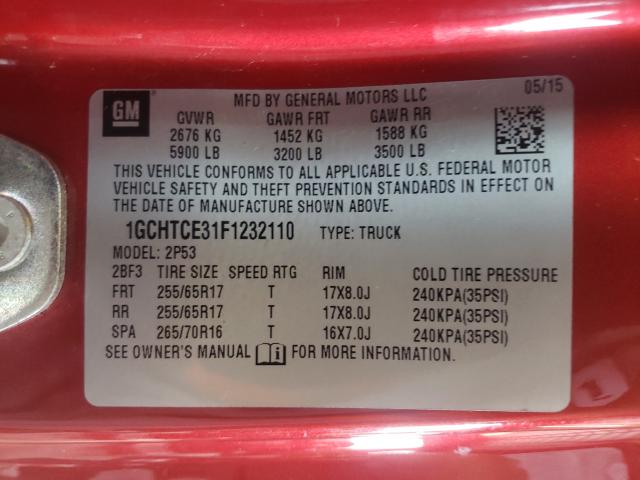 GM MFD BY GENERAL MOTORS LLC 05/15
GVWR GAWR FRT GAWR RR
2676 KG 1452 KG 1588 KG
5900 LB 3200 LB 3500 LB
THIS VEHICLE CONFORMS TO ALL APPLICABLE U.S. FEDERAL MOTOR
VEHICLE SAFETY AND THEFT PREVENTION STANDARDS IN EFFECT ON
THE DATE OF MANUFACTURE SHOWN ABOVE.
1GCHTCE31F1232110 TYPE: TRUCK
MODEL: 2P53
2BF3 TIRE SIZE SPEED RTG RIM COLD TIRE PRESSURE
FRT 255/65R17 T 17X8.0J 240KPA(35PSI)
RR 255/65R17 T 17X8.0J 240KPA(35PSI)
SPA 265/70R16 T 16X7.0J 240KPA(35PSI)
SEE OWNER'S MANUAL FOR MORE INFORMATION.